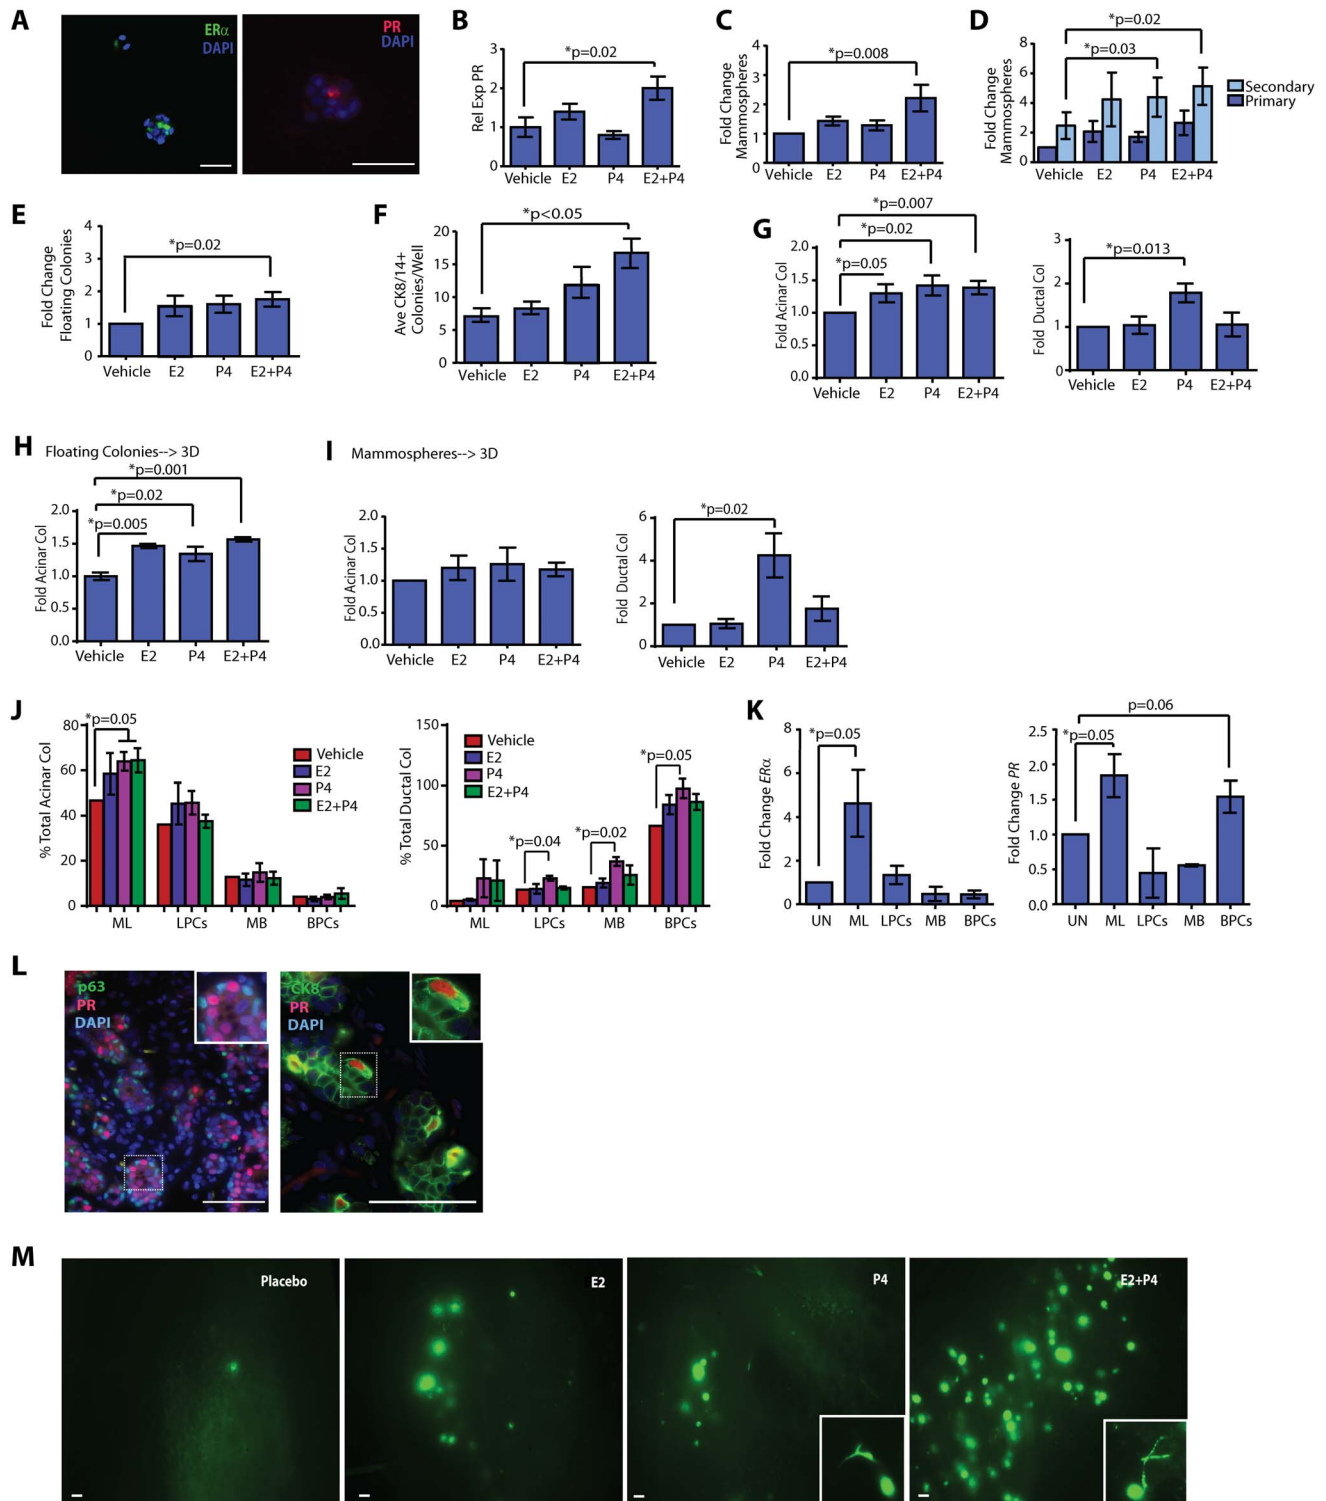 A
ERα
DAPI
PR
DAPI
B
Rel Exp PR
3
2
1
0
*p=0.02
Vehicle E2 P4 E2+P4
C
Fold Change
Mammospheres
4
3
2
1
0
*p=0.008
Vehicle E2 P4 E2+P4
D
Fold Change
Mammospheres
8
6
4
2
0
*p=0.02
*p=0.03
Vehicle E2 P4 E2+P4
Secondary
Primary
E
Fold Change
Floating Colonies
4
3
2
1
0
*p=0.02
Vehicle E2 P4 E2+P4
F
Ave CK8/14+
Colonies/Well
20
15
10
5
0
*p<0.05
Vehicle E2 P4 E2+P4
G
Fold Acinar Col
2.0
1.5
1.0
0.5
0.0
*p=0.007
*p=0.02
*p=0.05
Vehicle E2 P4 E2+P4
Fold Ductal Col
3
2
1
0
*p=0.013
Vehicle E2 P4 E2+P4
H Floating Colonies--> 3D
Fold Acinar Col
2.0
1.5
1.0
0.5
0.0
*p=0.001
*p=0.02
*p=0.005
Vehicle E2 P4 E2+P4
I Mammospheres--> 3D
Fold Acinar Col
2.0
1.5
1.0
0.5
0.0
Vehicle E2 P4 E2+P4
Fold Ductal Col
6
4
2
0
*p=0.02
Vehicle E2 P4 E2+P4
J
% Total Acinar Col
80
60
40
20
0
*p=0.05
Vehicle
E2
P4
E2+P4
ML LPCs MB BPCs
% Total Ductal Col
150
100
50
0
Vehicle
E2
P4
E2+P4
*p=0.04
*p=0.02
*p=0.05
ML LPCs MB BPCs
K
Fold Change ERα
8
6
4
2
0
*p=0.05
UN ML LPCs MB BPCs
Fold Change PR
2.5
2.0
1.5
1.0
0.5
0.0
p=0.06
*p=0.05
UN ML LPCs MB BPCs
L
p63
PR
DAPI
CK8
PR
DAPI
M
Placebo
E2
P4
E2+P4